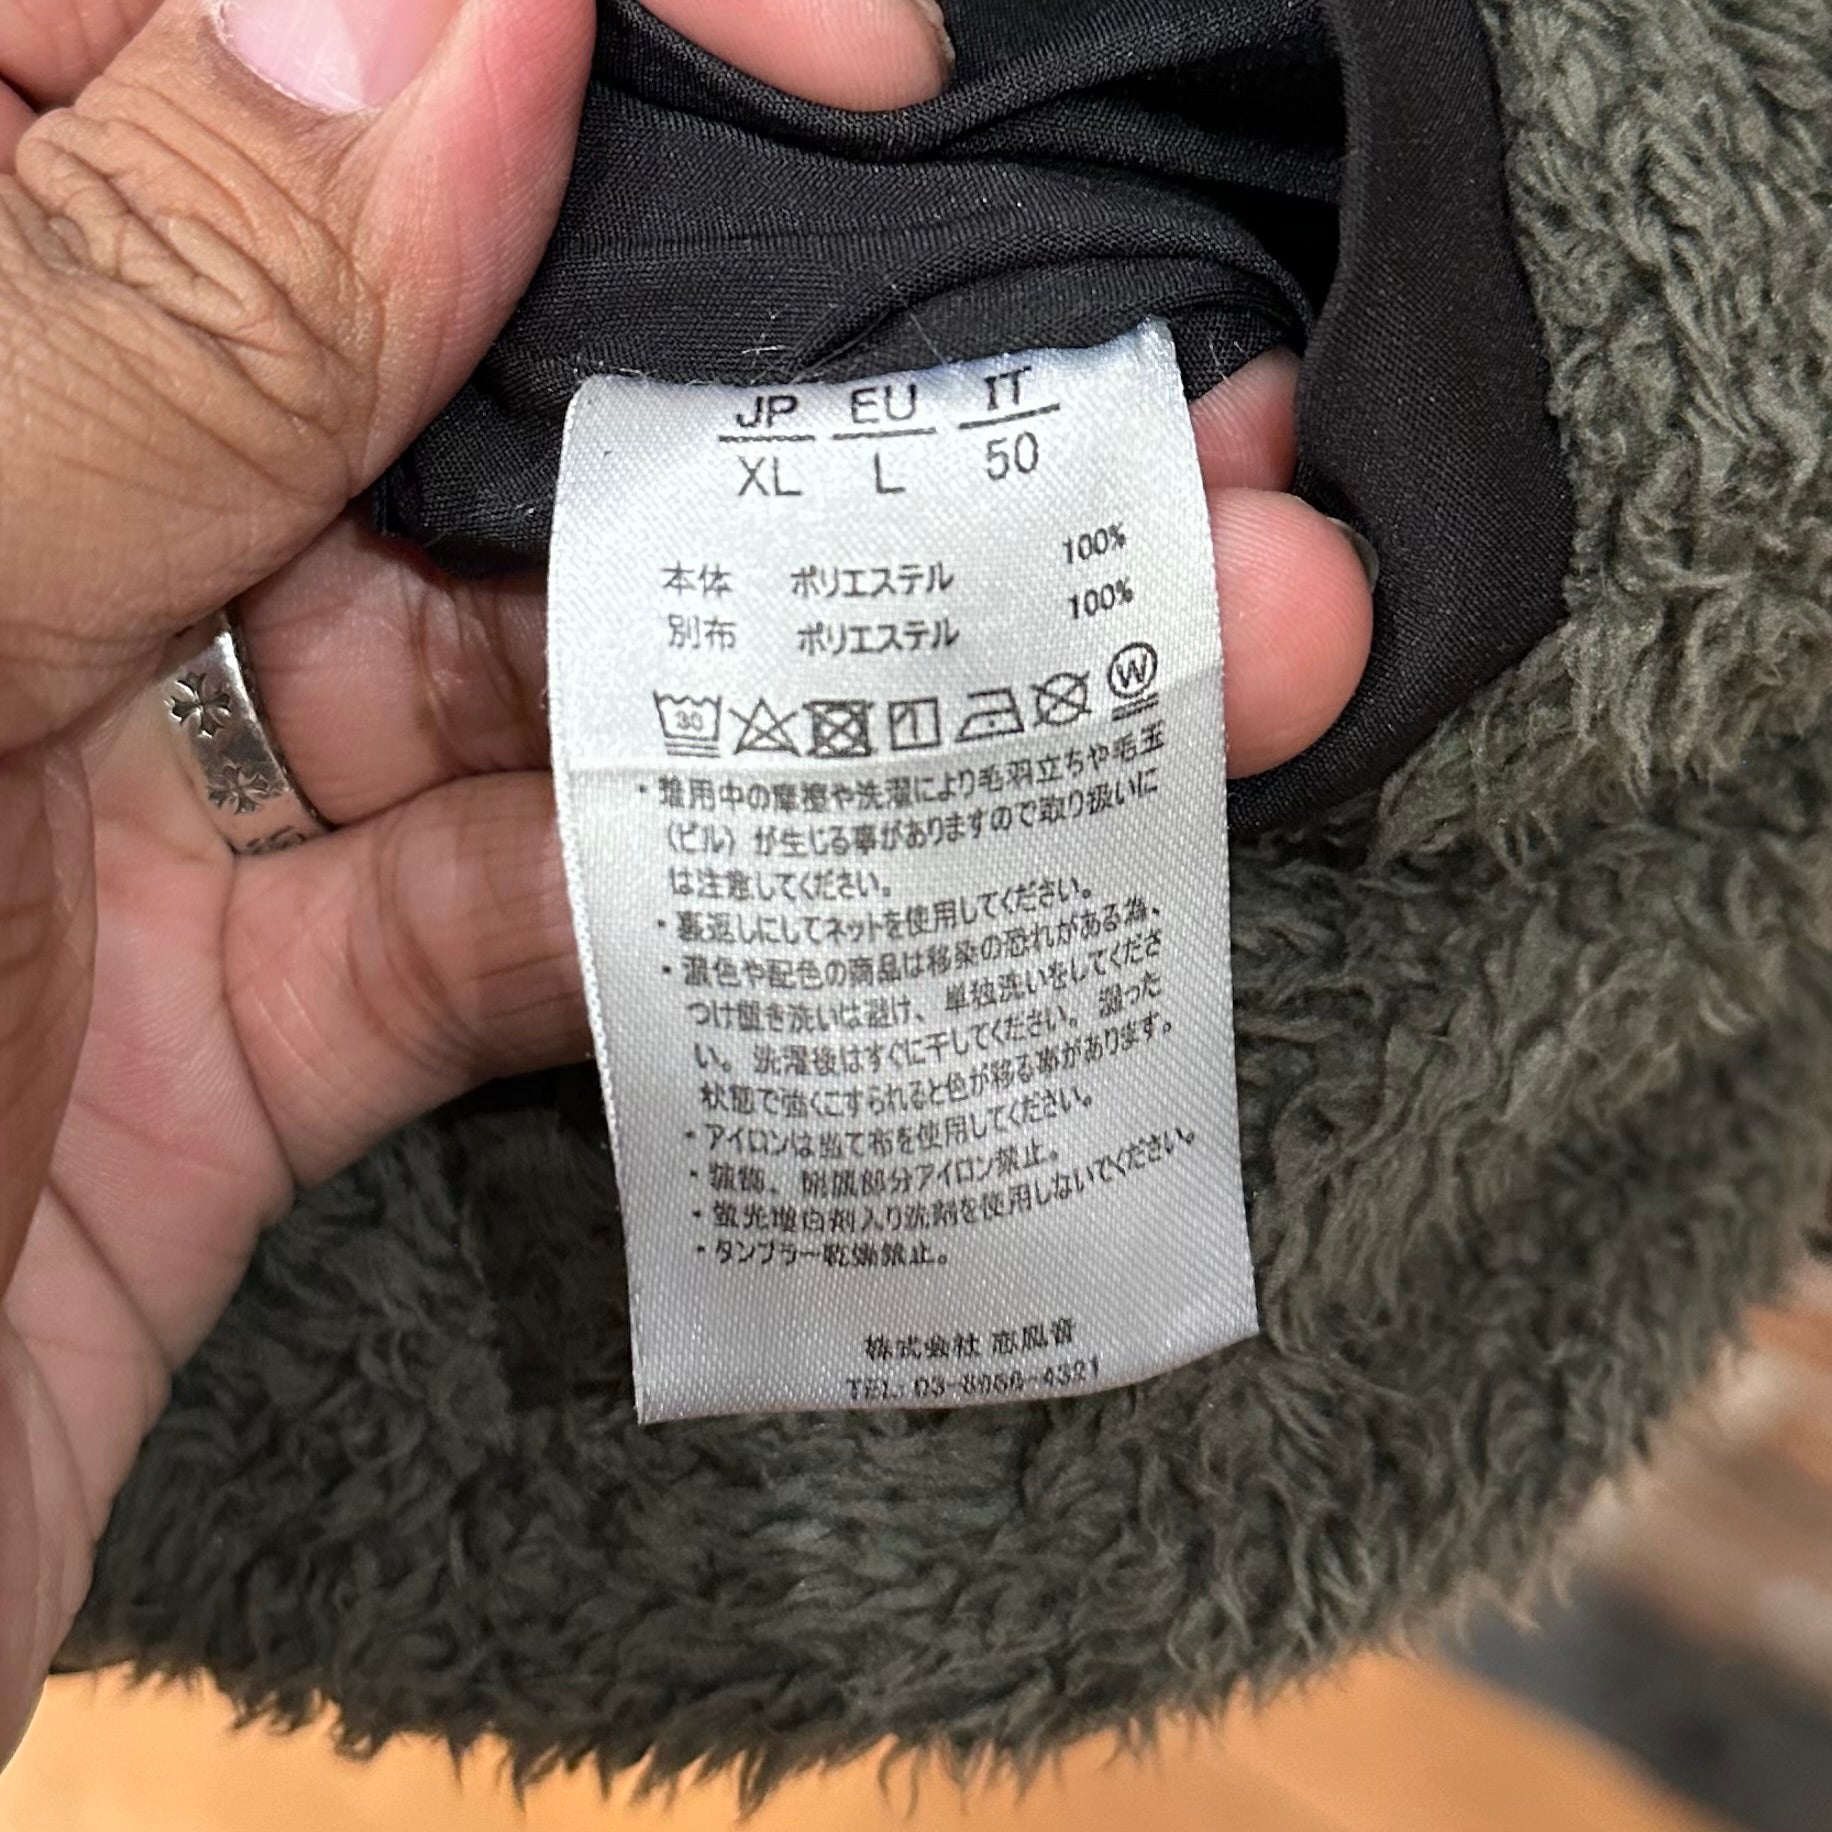 JP EU IT
XL L 50
本体 ポリエステル 100%
別布 ポリエステル 100%
30
W
・着用中の摩擦や洗濯により毛羽立ちや毛玉
(ピル) が生じる事がありますので取り扱いに
は注意してください。
・裏返しにしてネットを使用してください。
・濃色や配色の商品は移染の恐れがある為、
つけ置き洗いは避け、単独洗いをしてくださ
い。洗濯後はすぐに干してください。湿った
状態で強くこすられると色が移る事があります。
・アイロンは当て布を使用してください。
・装飾、附属部分アイロン禁止。
・蛍光増白剤入り洗剤を使用しないでください。
・タンブラー乾燥禁止。
株式会社
TEL: